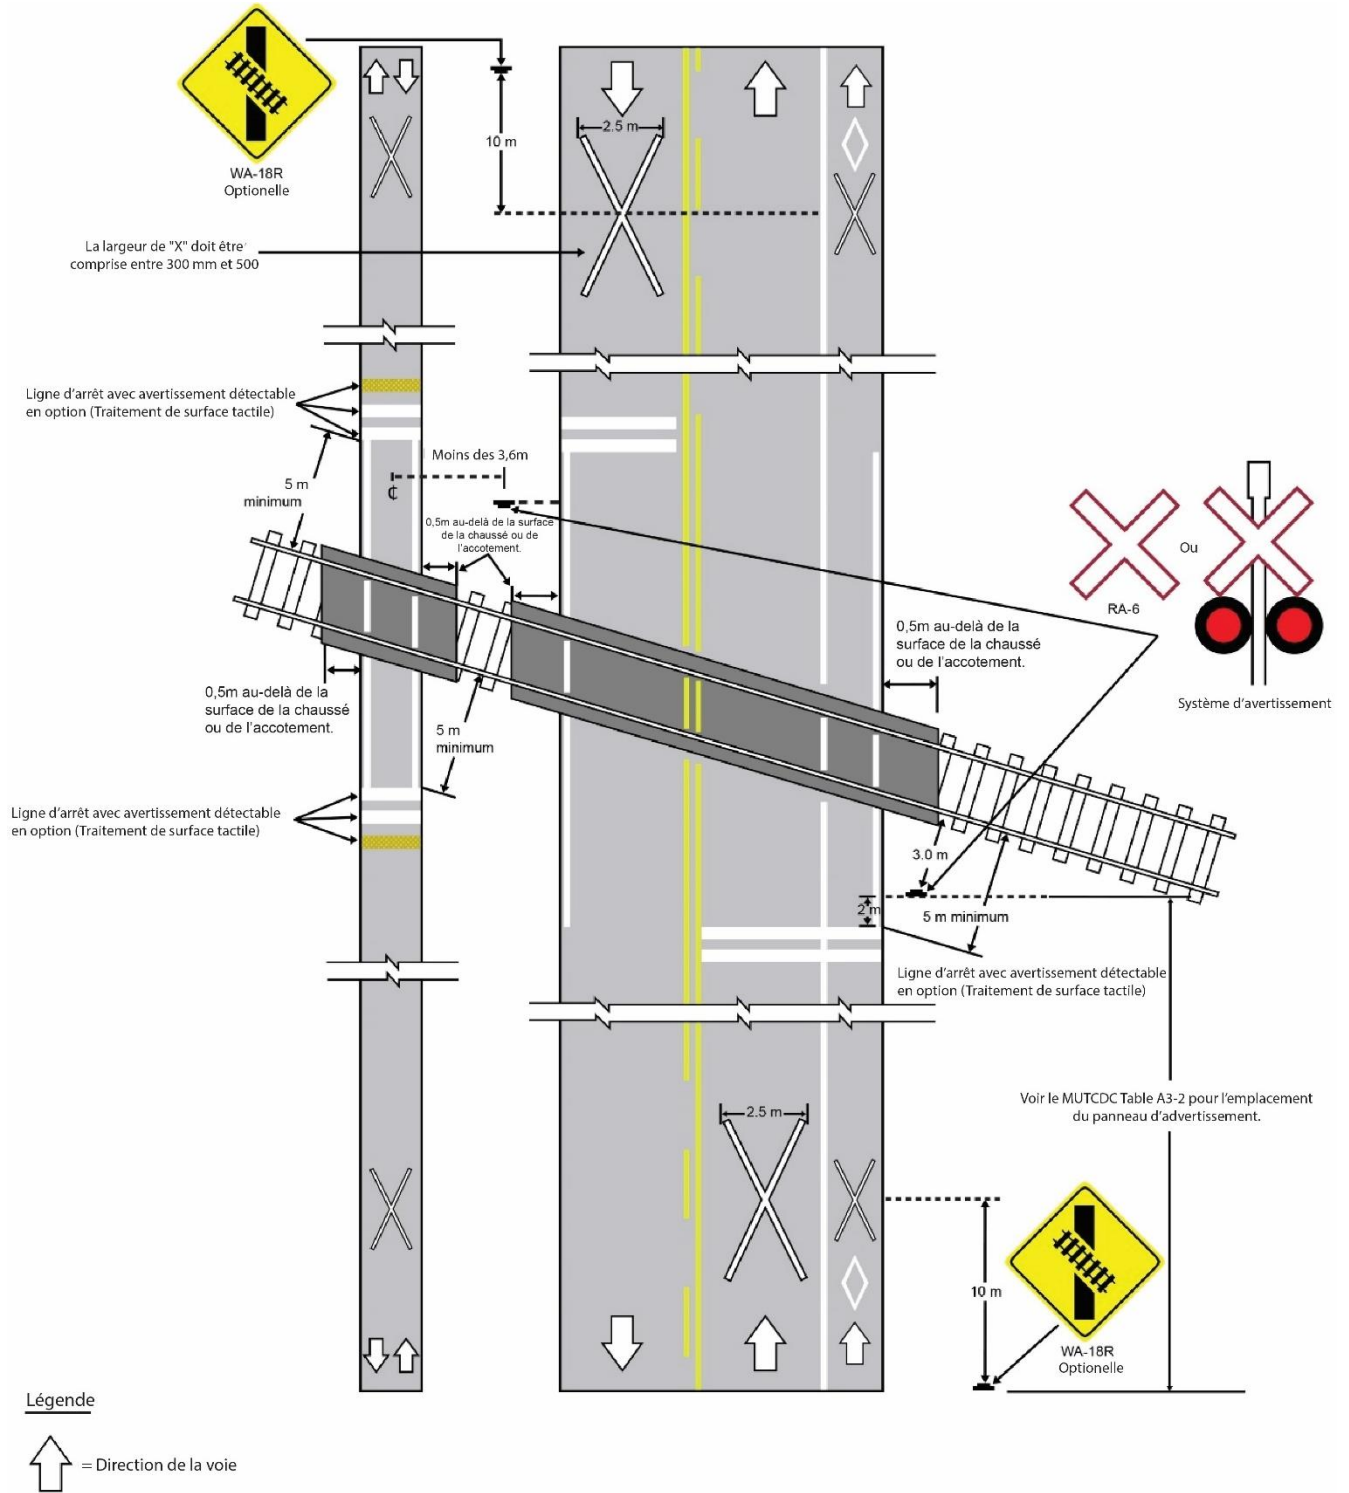 WA-18R
Optionelle
10 m
2.5 m
La largeur de "X" doit être
comprise entre 300 mm et 500
Ligne d'arrêt avec avertissement détectable
en option (Traitement de surface tactile)
Moins des 3,6m
5 m
minimum
₵
0,5m au-delà de la surface
de la chaussé ou de
l'accotement.
Ou
RA-6
Système d'avertissement
0,5m au-delà de la
surface de la chaussé
ou de l'accotement.
0,5m au-delà de la
surface de la chaussé
ou de l'accotement.
5 m
minimum
Ligne d'arrêt avec avertissement détectable
en option (Traitement de surface tactile)
3.0 m
2 m
5 m minimum
Ligne d'arrêt avec avertissement détectable
en option (Traitement de surface tactile)
Voir le MUTCDC Table A3-2 pour l'emplacement
du panneau d'advertissement.
2.5 m
10 m
WA-18R
Optionelle
Légende
= Direction de la voie